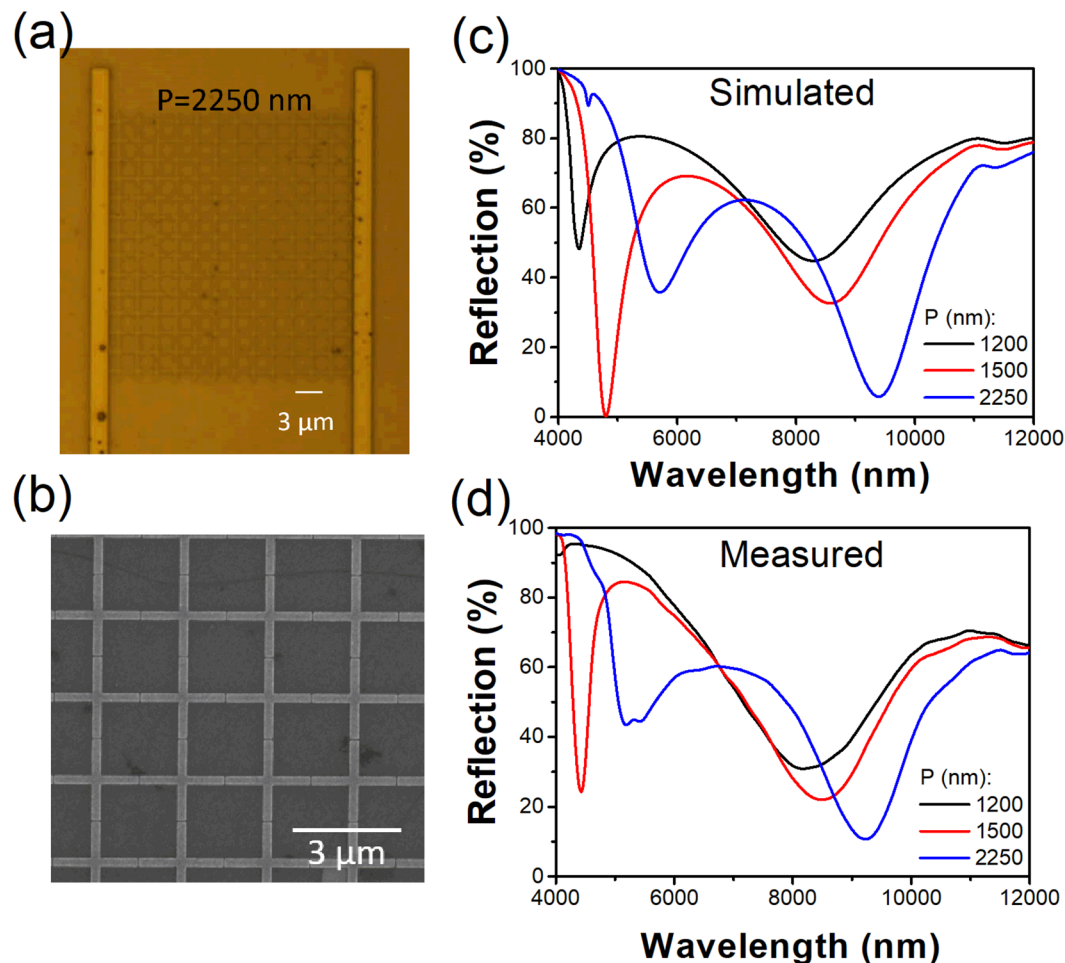 (a)
P=2250 nm
3 μm
(b)
3 μm
(c)
Simulated
Reflection (%)
100
80
60
40
20
0
P (nm):
1200
1500
2250
4000 6000 8000 10000 12000
Wavelength (nm)
(d)
Measured
Reflection (%)
100
80
60
40
20
0
P (nm):
1200
1500
2250
4000 6000 8000 10000 12000
Wavelength (nm)